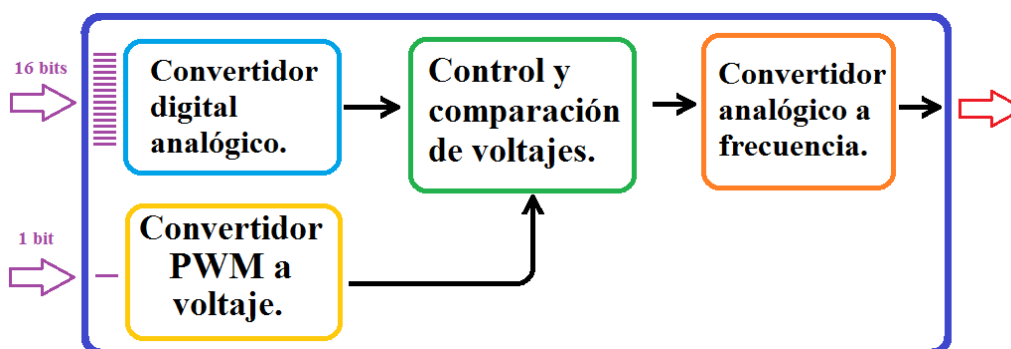 16 bits
Convertidor
digital
analógico.
Control y
comparación
de voltajes.
Convertidor
analógico a
frecuencia.
1 bit
Convertidor
PWM a
voltaje.